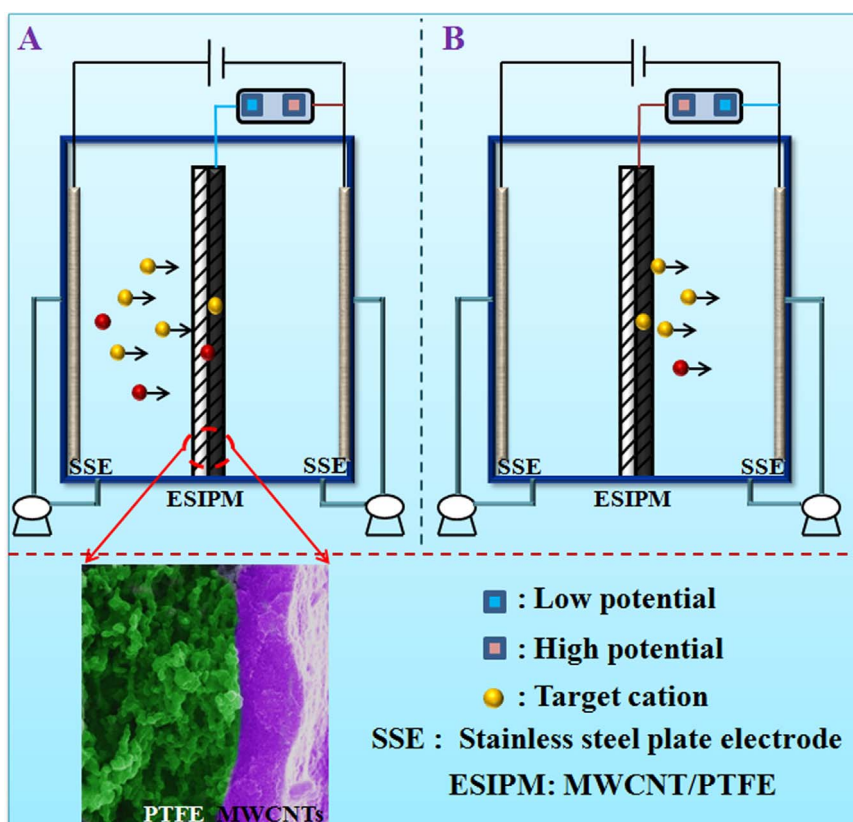 A
B
SSE
SSE
ESIPM
SSE
SSE
ESIPM
PTFE MWCNTs
: Low potential
: High potential
: Target cation
SSE : Stainless steel plate electrode
ESIPM: MWCNT/PTFE